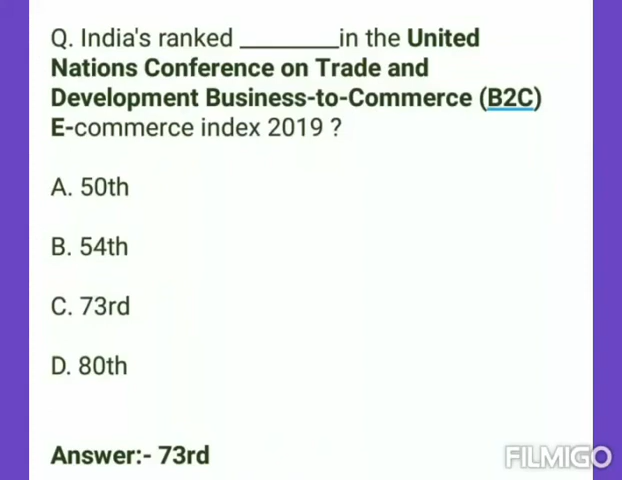 Q. India's ranked ________in the United
Nations Conference on Trade and
Development Business-to-Commerce (B2C)
E-commerce index 2019 ?
A. 50th
B. 54th
C. 73rd
D. 80th
Answer:- 73rd
FILMIGO